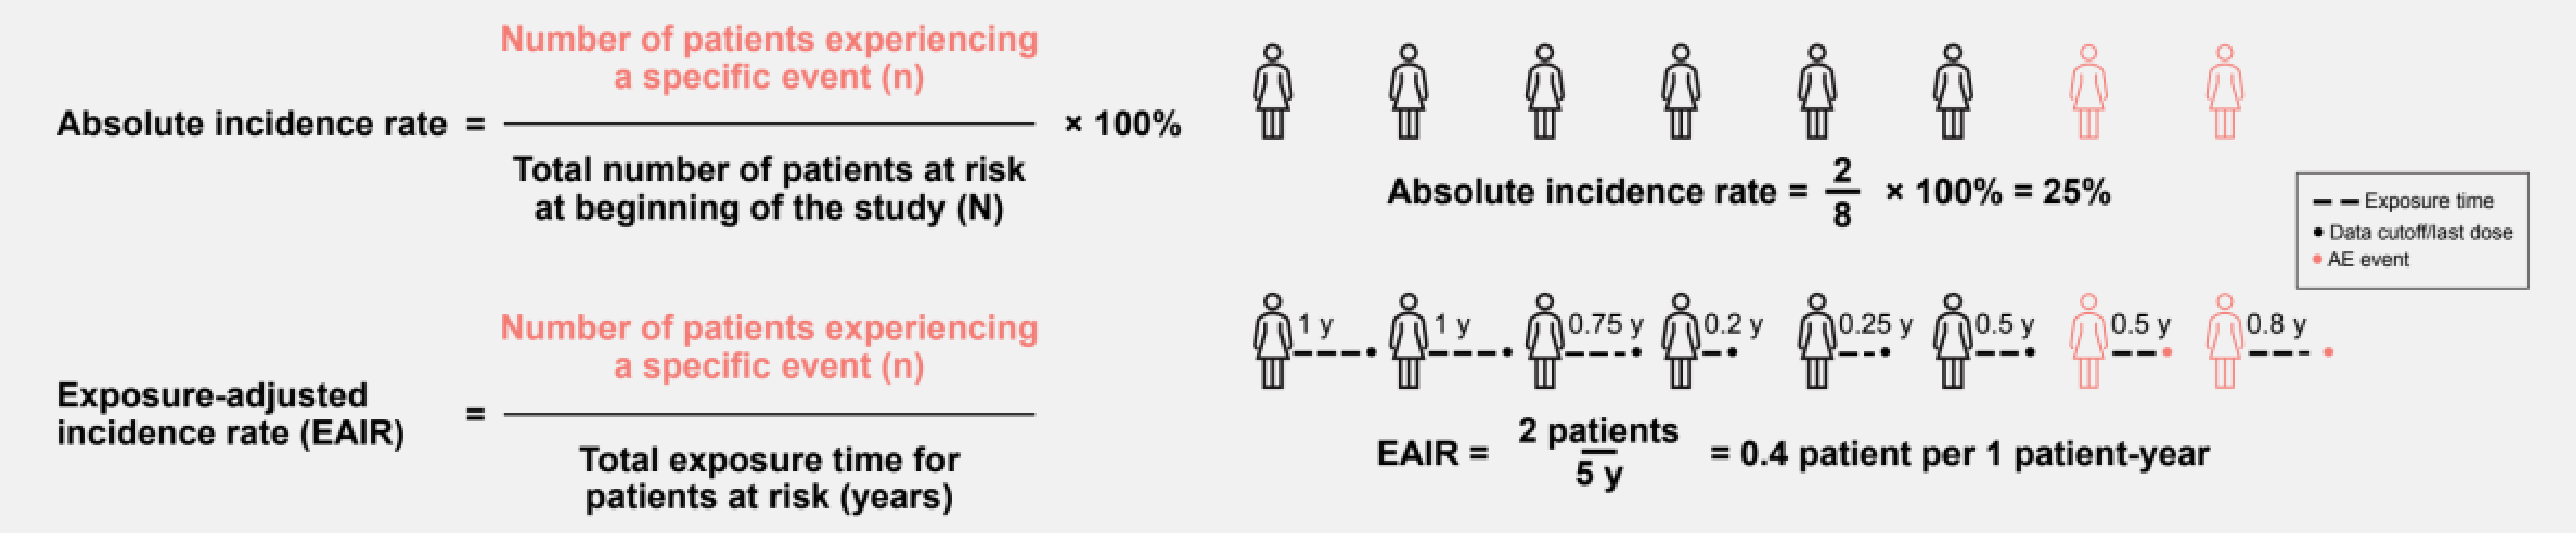 Number of patients experiencing
a specific event (n)
Absolute incidence rate = × 100%
Total number of patients at risk
at beginning of the study (N)
Absolute incidence rate = 2/8 × 100% = 25%
Exposure time
Data cutoff/last dose
AE event
Number of patients experiencing
a specific event (n)
Exposure-adjusted
incidence rate (EAIR) =
Total exposure time for
patients at risk (years)
1 y 1 y 0.75 y 0.2 y 0.25 y 0.5 y 0.5 y 0.8 y
2 patients
EAIR = = 0.4 patient per 1 patient-year
5 y